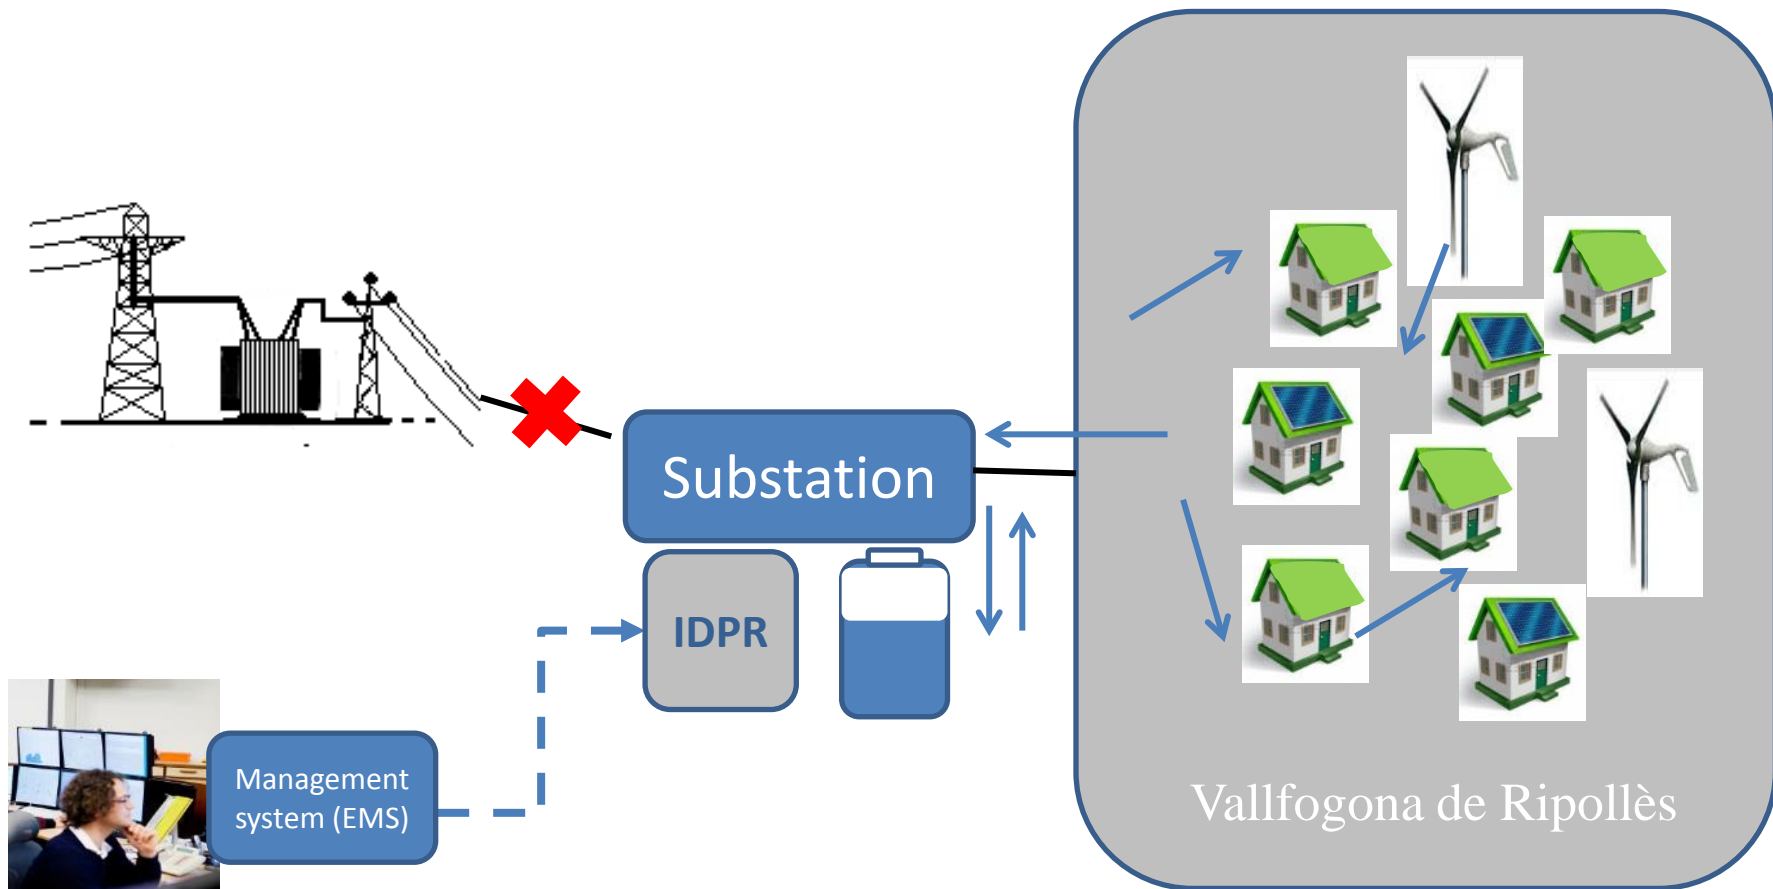 Substation
IDPR
Management
system (EMS)
Vallfogona de Ripollès